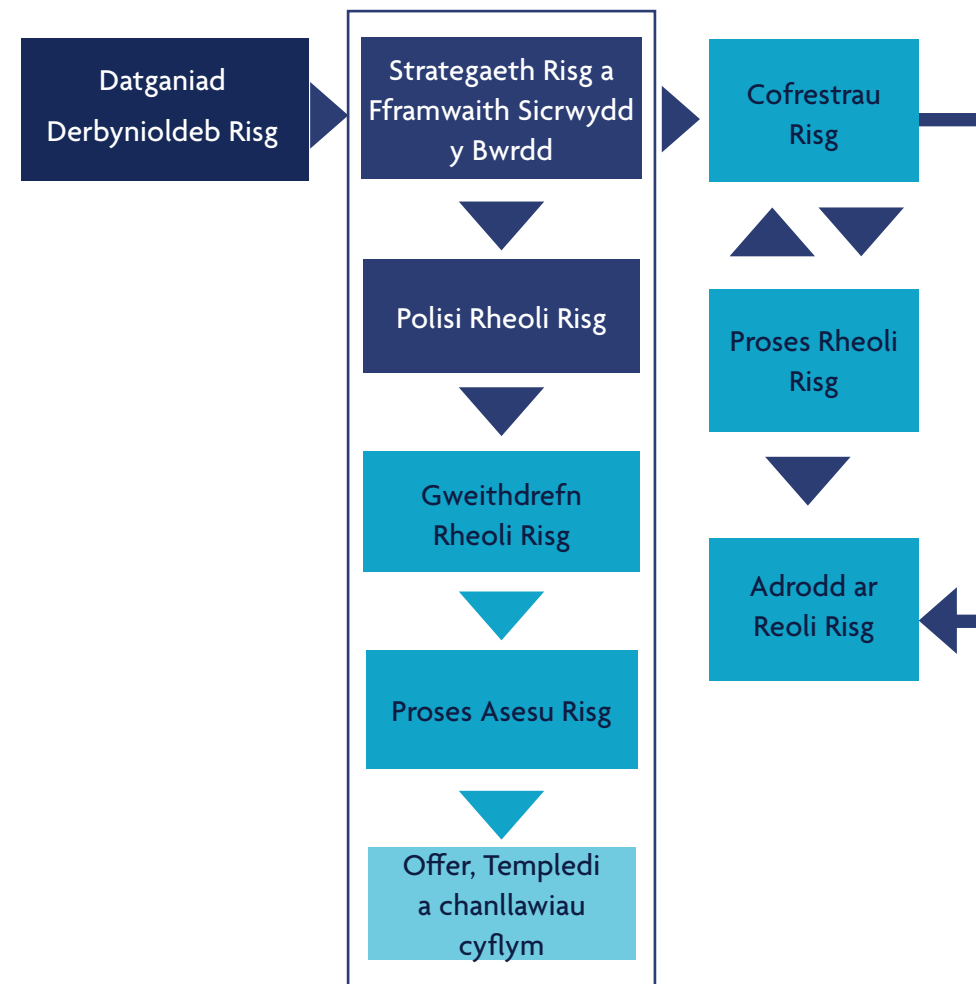 Datganiad
Derbynioldeb Risg
Strategaeth Risg a
Fframwaith Sicrwydd
y Bwrdd
Polisi Rheoli Risg
Gweithdrefn
Rheoli Risg
Proses Asesu Risg
Offer, Templedi
a chanllawiau
cyflym
Cofrestrau
Risg
Proses Rheoli
Risg
Adrodd ar
Reoli Risg